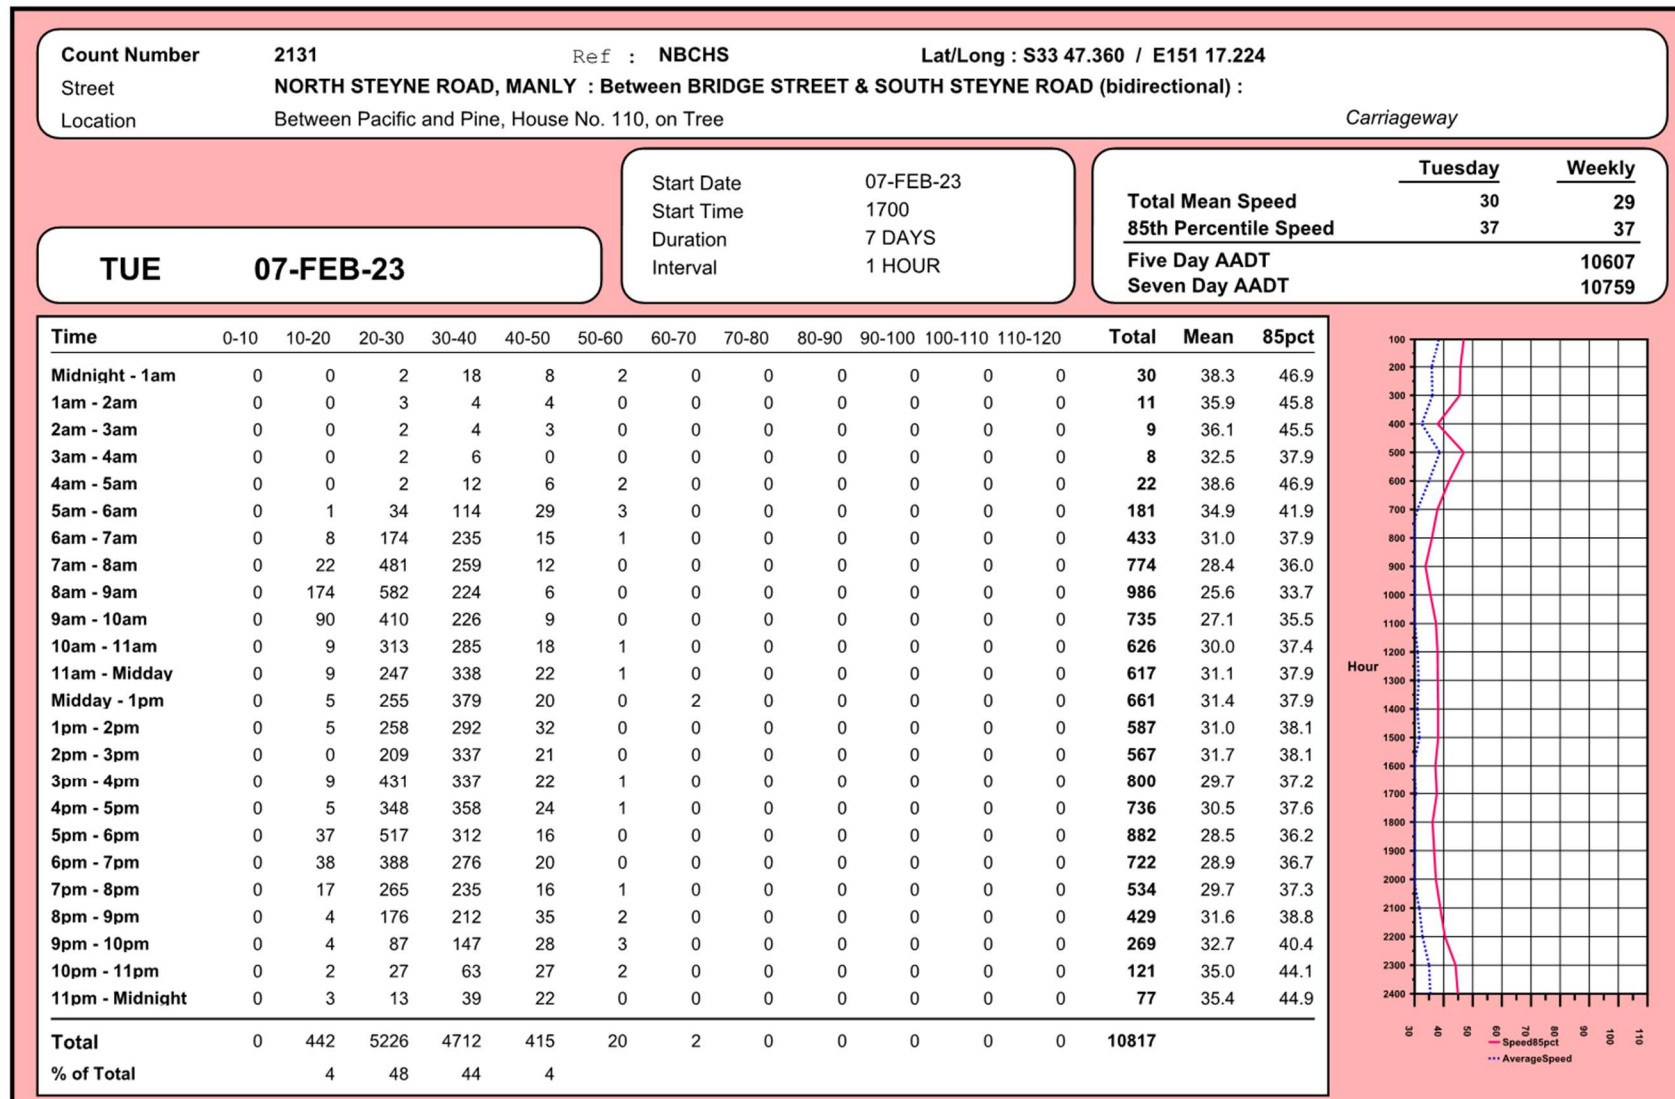 Count Number 2131 Ref : NBCHS Lat/Long : S33 47.360 / E151 17.224
Street NORTH STEYNE ROAD, MANLY : Between BRIDGE STREET & SOUTH STEYNE ROAD (bidirectional) :
Location Between Pacific and Pine, House No. 110, on Tree Carriageway
TUE 07-FEB-23
Start Date 07-FEB-23
Start Time 1700
Duration 7 DAYS
Interval 1 HOUR
Tuesday Weekly
Total Mean Speed 30 29
85th Percentile Speed 37 37
Five Day AADT 10607
Seven Day AADT 10759
Time 0-10 10-20 20-30 30-40 40-50 50-60 60-70 70-80 80-90 90-100 100-110 110-120 Total Mean 85pct
Midnight - 1am 0 0 2 18 8 2 0 0 0 0 0 0 30 38.3 46.9
1am - 2am 0 0 3 4 4 0 0 0 0 0 0 0 11 35.9 45.8
2am - 3am 0 0 2 4 3 0 0 0 0 0 0 0 9 36.1 45.5
3am - 4am 0 0 2 6 0 0 0 0 0 0 0 0 8 32.5 37.9
4am - 5am 0 0 2 12 6 2 0 0 0 0 0 0 22 38.6 46.9
5am - 6am 0 1 34 114 29 3 0 0 0 0 0 0 181 34.9 41.9
6am - 7am 0 8 174 235 15 1 0 0 0 0 0 0 433 31.0 37.9
7am - 8am 0 22 481 259 12 0 0 0 0 0 0 0 774 28.4 36.0
8am - 9am 0 174 582 224 6 0 0 0 0 0 0 0 986 25.6 33.7
9am - 10am 0 90 410 226 9 0 0 0 0 0 0 0 735 27.1 35.5
10am - 11am 0 9 313 285 18 1 0 0 0 0 0 0 626 30.0 37.4
11am - Midday 0 9 247 338 22 1 0 0 0 0 0 0 617 31.1 37.9
Midday - 1pm 0 5 255 379 20 0 2 0 0 0 0 0 661 31.4 37.9
1pm - 2pm 0 5 258 292 32 0 0 0 0 0 0 0 587 31.0 38.1
2pm - 3pm 0 0 209 337 21 0 0 0 0 0 0 0 567 31.7 38.1
3pm - 4pm 0 9 431 337 22 1 0 0 0 0 0 0 800 29.7 37.2
4pm - 5pm 0 5 348 358 24 1 0 0 0 0 0 0 736 30.5 37.6
5pm - 6pm 0 37 517 312 16 0 0 0 0 0 0 0 882 28.5 36.2
6pm - 7pm 0 38 388 276 20 0 0 0 0 0 0 0 722 28.9 36.7
7pm - 8pm 0 17 265 235 16 1 0 0 0 0 0 0 534 29.7 37.3
8pm - 9pm 0 4 176 212 35 2 0 0 0 0 0 0 429 31.6 38.8
9pm - 10pm 0 4 87 147 28 3 0 0 0 0 0 0 269 32.7 40.4
10pm - 11pm 0 2 27 63 27 2 0 0 0 0 0 0 121 35.0 44.1
11pm - Midnight 0 3 13 39 22 0 0 0 0 0 0 0 77 35.4 44.9
Total 0 442 5226 4712 415 20 2 0 0 0 0 0 10817
% of Total 4 48 44 4
100
200
300
400
500
600
700
800
900
1000
1100
1200
Hour
1300
1400
1500
1600
1700
1800
1900
2000
2100
2200
2300
2400
30 40 50 60 70 80 90 100 110
Speed85pct
AverageSpeed